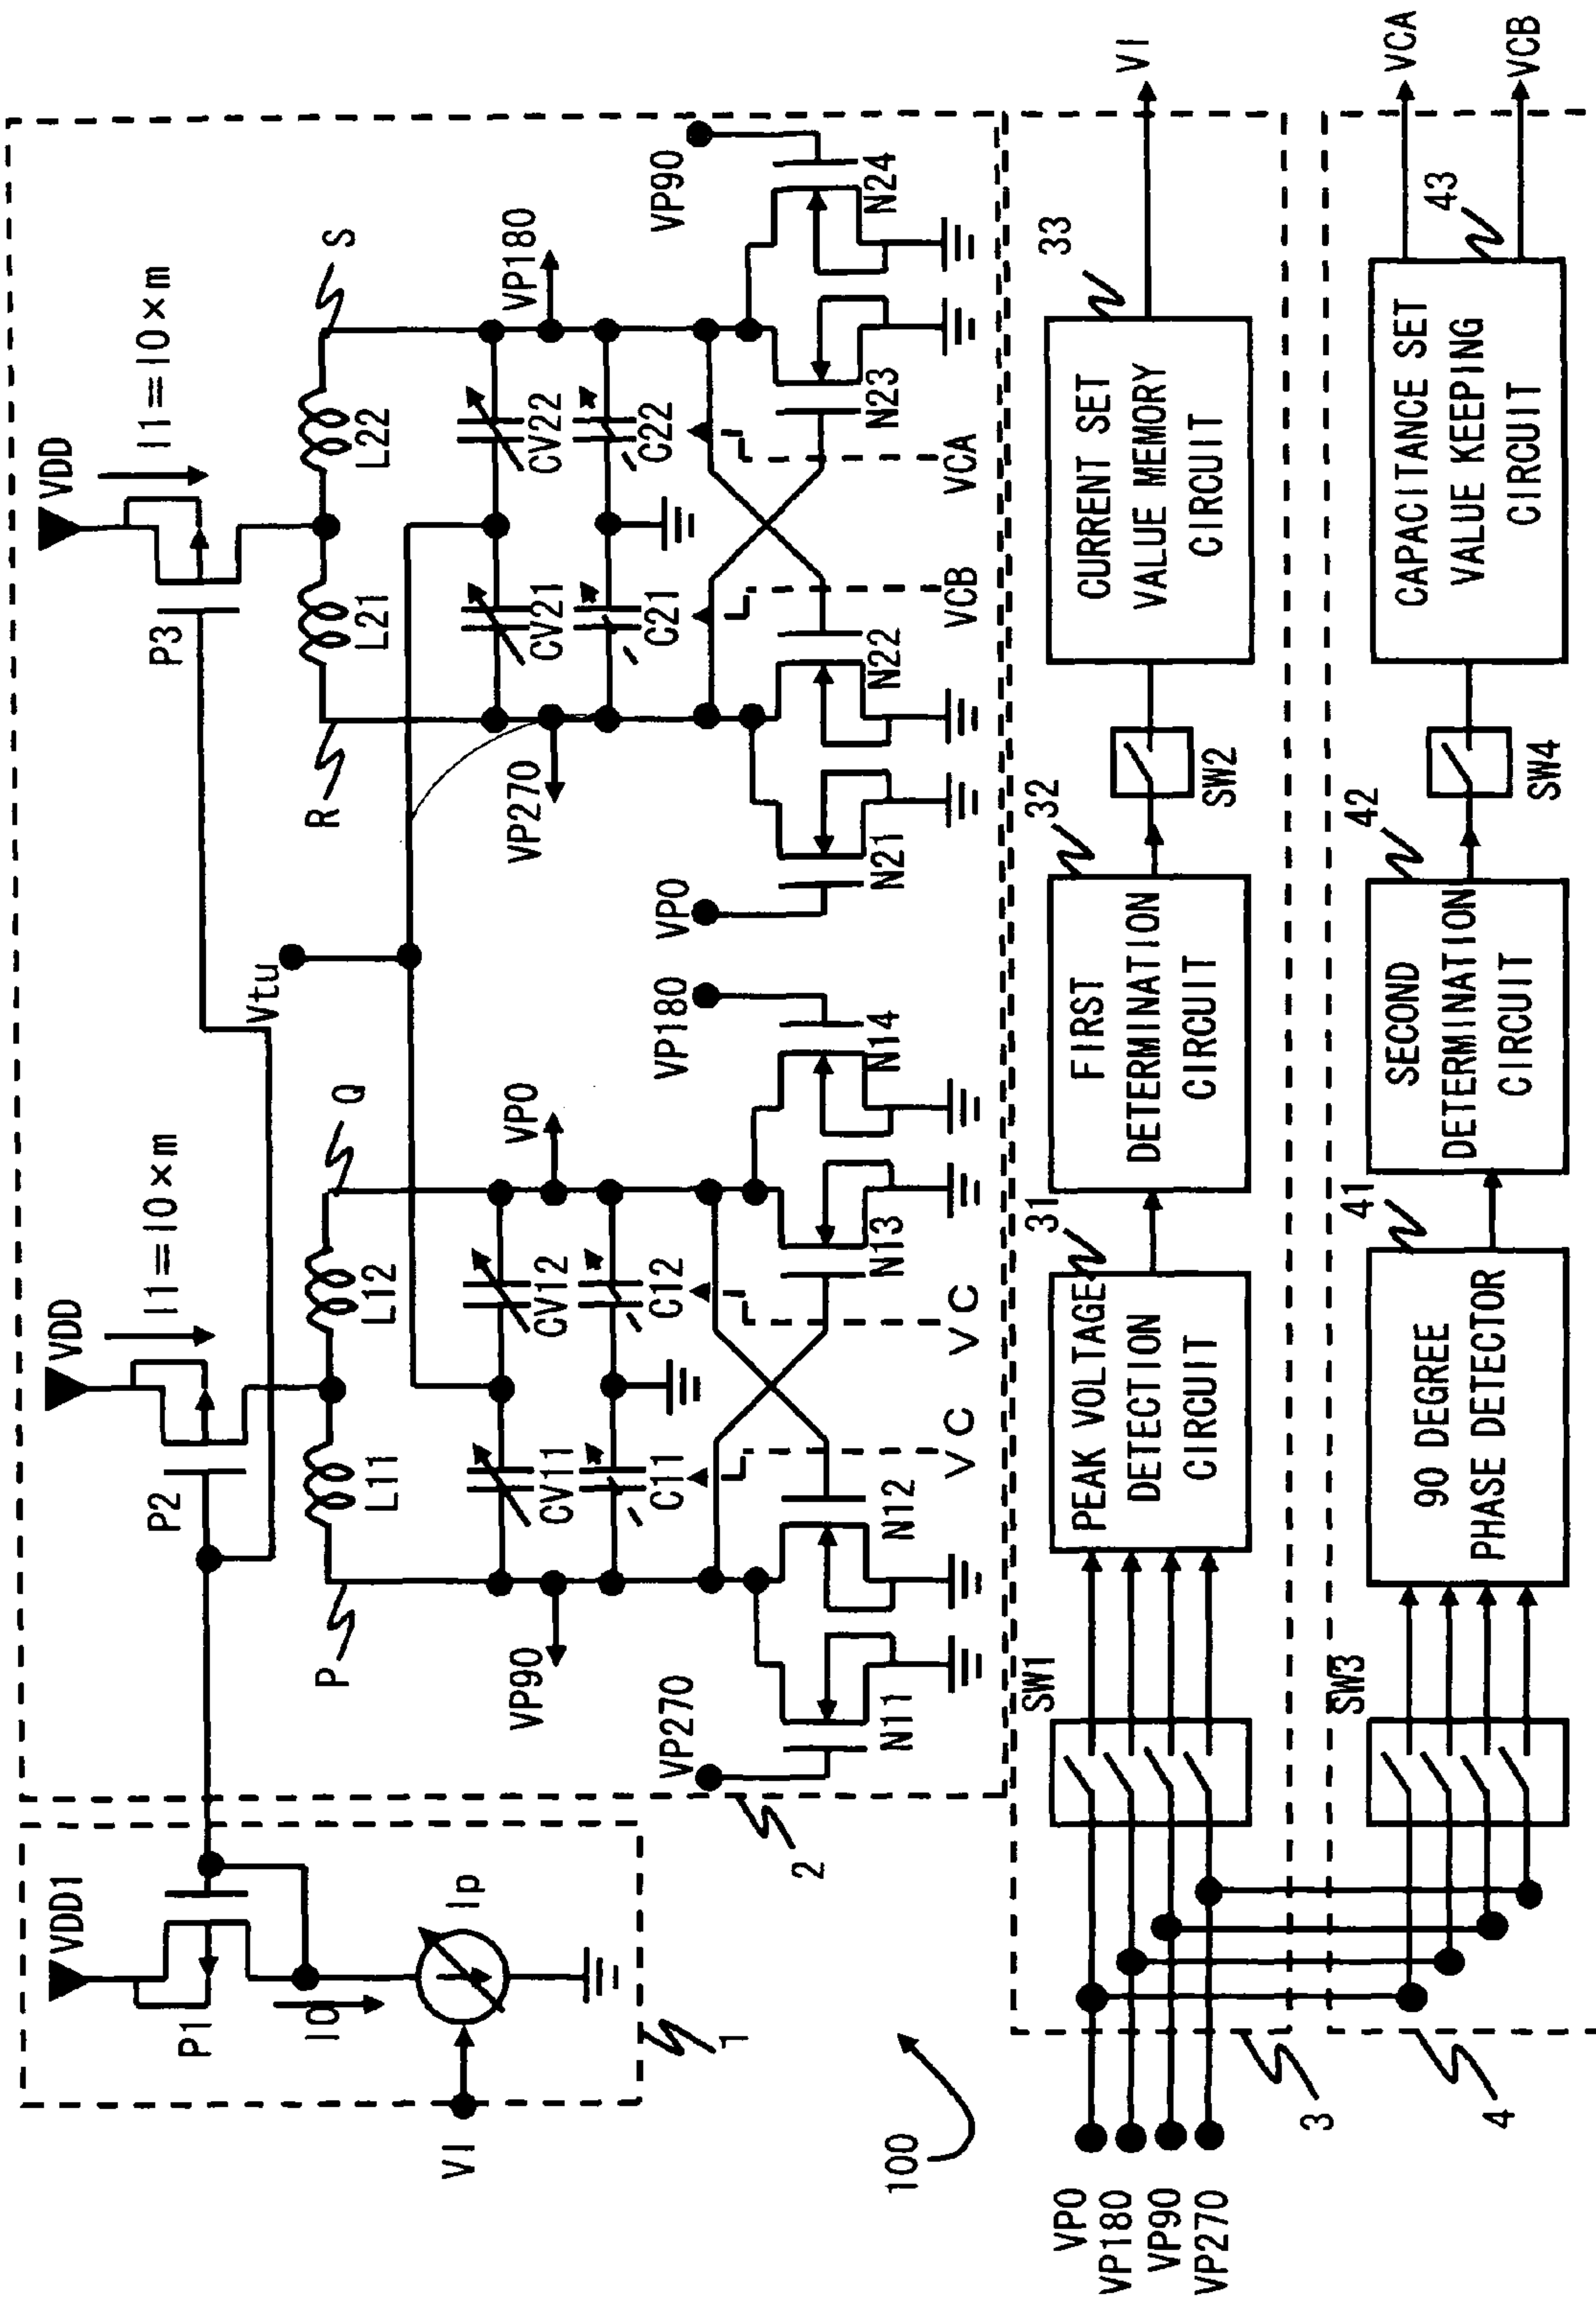 VDD1
P1
I0
Ip
VI
1
VDD
I1=I0×m
P2
VDD
I1=I0×m
P3
L11
L12
P
Q
Vtu
L21
L22
R
S
CV11
CV12
VP90
VP0
C11
C12
VC
VC
CV21
CV22
VP270
VP180
C21
C22
VCB
VCA
VP270
N11
N12
N13
N14
VP180
VP0
N21
N22
N23
N24
VP90
2
100
VP0
VP180
VP90
VP270
SW1
31
PEAK VOLTAGE
DETECTION
CIRCUIT
32
FIRST
DETERMINATION
CIRCUIT
SW2
33
CURRENT SET
VALUE MEMORY
CIRCUIT
VI
3
SW3
41
90 DEGREE
PHASE DETECTOR
42
SECOND
DETERMINATION
CIRCUIT
SW4
43
CAPACITANCE SET
VALUE KEEPING
CIRCUIT
VCA
VCB
4